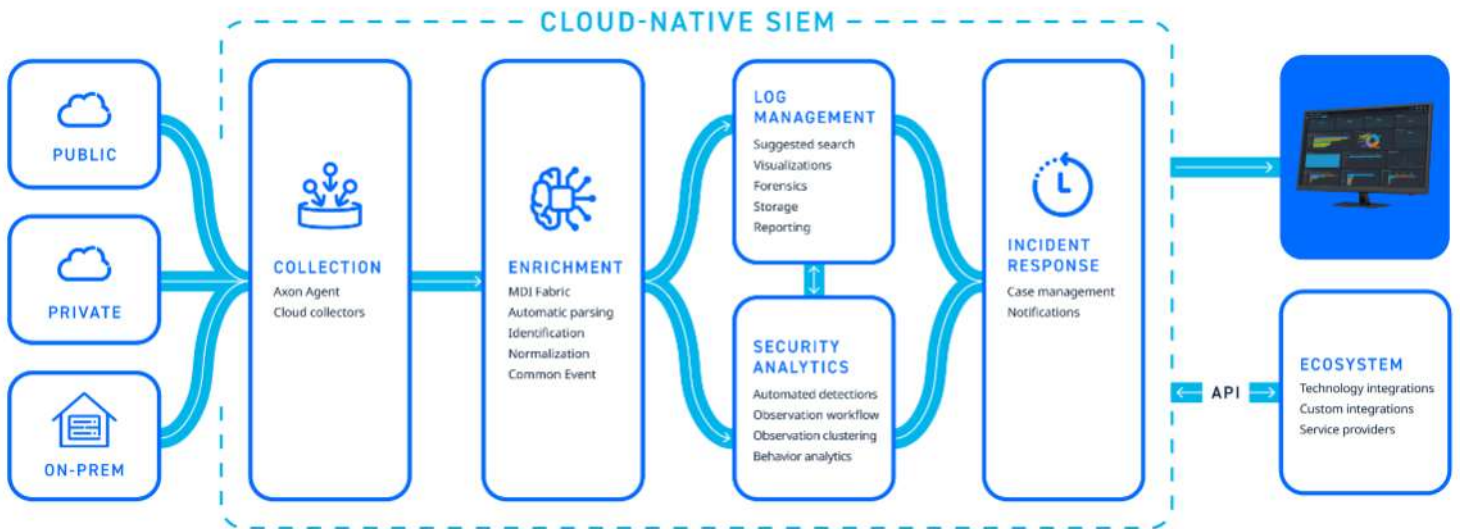 CLOUD-NATIVE SIEM
PUBLIC
PRIVATE
ON-PREM
COLLECTION
Axon Agent
Cloud collectors
ENRICHMENT
MDI Fabric
Automatic parsing
Identification
Normalization
Common Event
LOG
MANAGEMENT
Suggested search
Visualizations
Forensics
Storage
Reporting
SECURITY
ANALYTICS
Automated detections
Observation workflow
Observation clustering
Behavior analytics
INCIDENT
RESPONSE
Case management
Notifications
API
ECOSYSTEM
Technology integrations
Custom integrations
Service providers